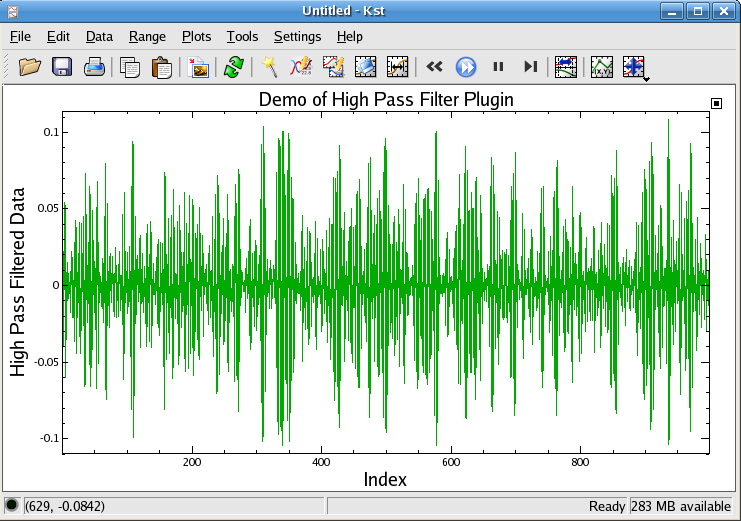 Untitled - Kst
File Edit Data Range Plots Tools Settings Help
Demo of High Pass Filter Plugin
0.1
0.05
0
-0.05
-0.1
High Pass Filtered Data
200 400 600 800
Index
(629, -0.0842) Ready 283 MB available